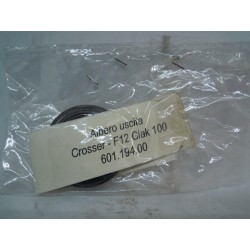 Albero uscita
Crosser - F12 Ciak 100
601.194.00